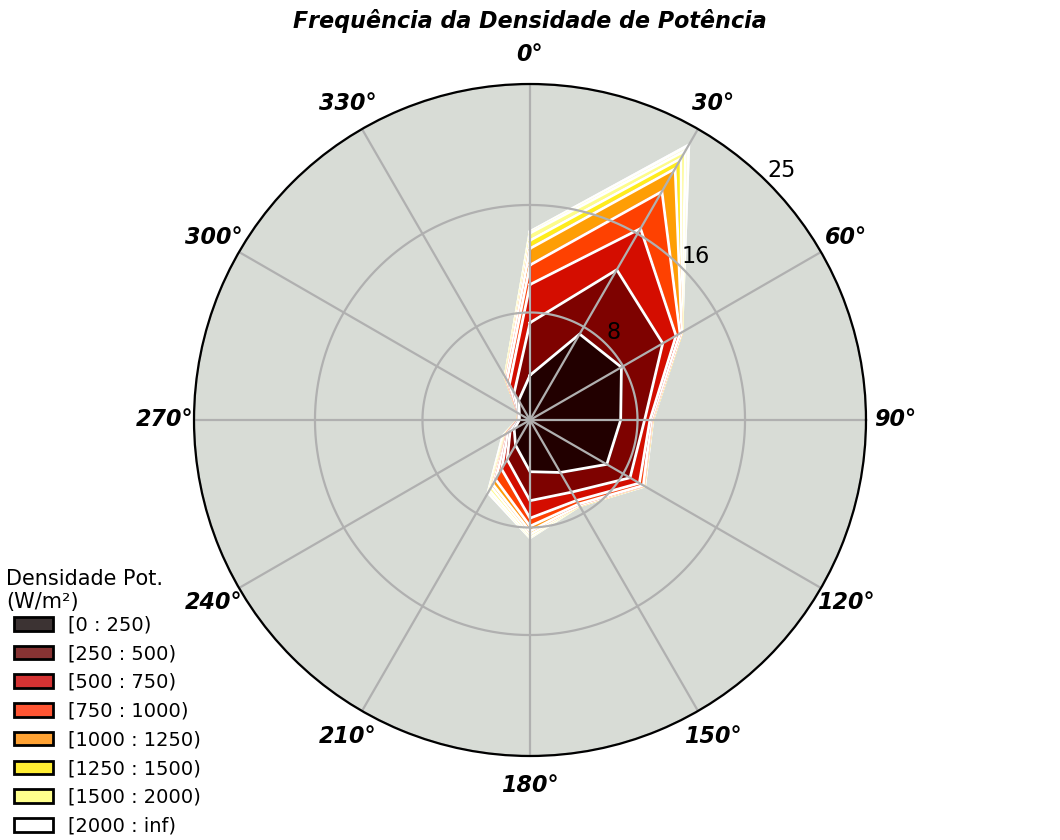 Frequência da Densidade de Potência
0°
330°
30°
25
300°
60°
16
8
270°
90°
Densidade Pot.
(W/m²)
240°
120°
[0 : 250)
[250 : 500)
[500 : 750)
[750 : 1000)
210°
150°
[1000 : 1250)
[1250 : 1500)
180°
[1500 : 2000)
[2000 : inf)